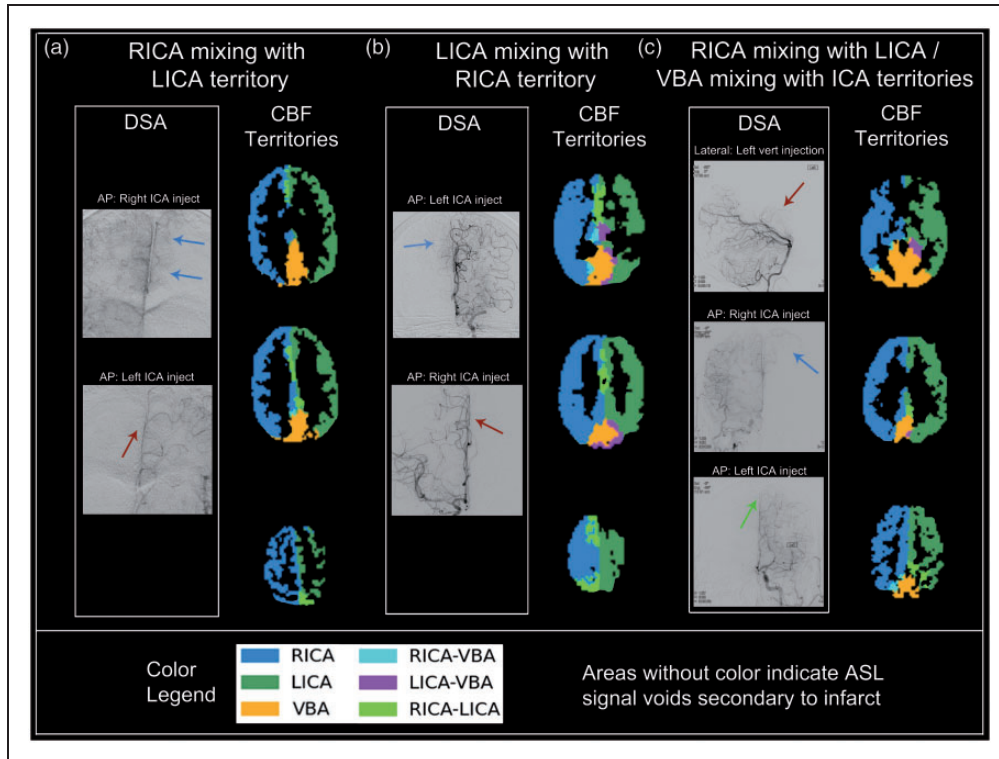 (a) RICA mixing with
LICA territory
DSA
CBF
Territories
AP: Right ICA inject
AP: Left ICA inject
(b) LICA mixing with
RICA territory
DSA
CBF
Territories
AP: Left ICA inject
AP: Right ICA inject
(c) RICA mixing with LICA /
VBA mixing with ICA territories
DSA
CBF
Territories
Lateral: Left vert injection
AP: Right ICA inject
AP: Left ICA inject
Color
Legend
RICA
LICA
VBA
RICA-VBA
LICA-VBA
RICA-LICA
Areas without color indicate ASL
signal voids secondary to infarct